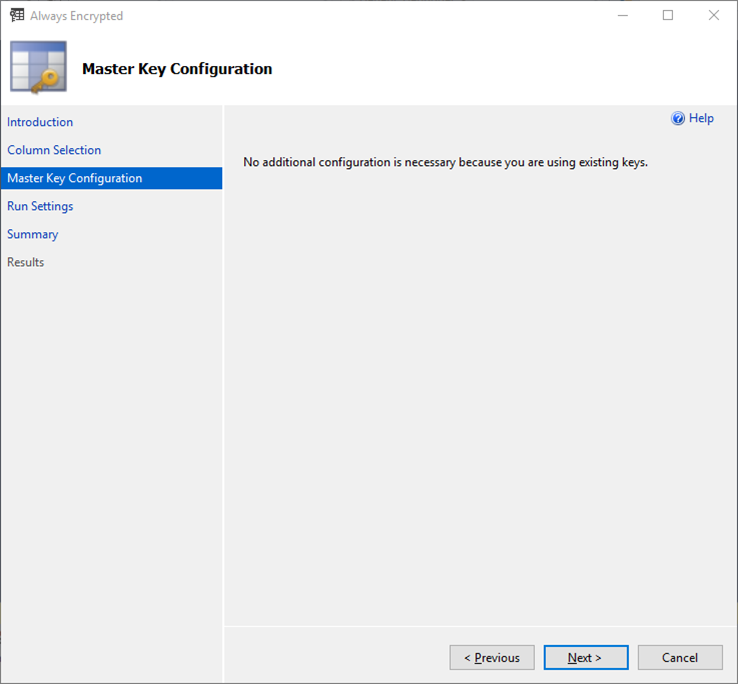 Always Encrypted
Master Key Configuration
Introduction
Column Selection
Master Key Configuration
Run Settings
Summary
Results
Help
No additional configuration is necessary because you are using existing keys.
< Previous
Next >
Cancel